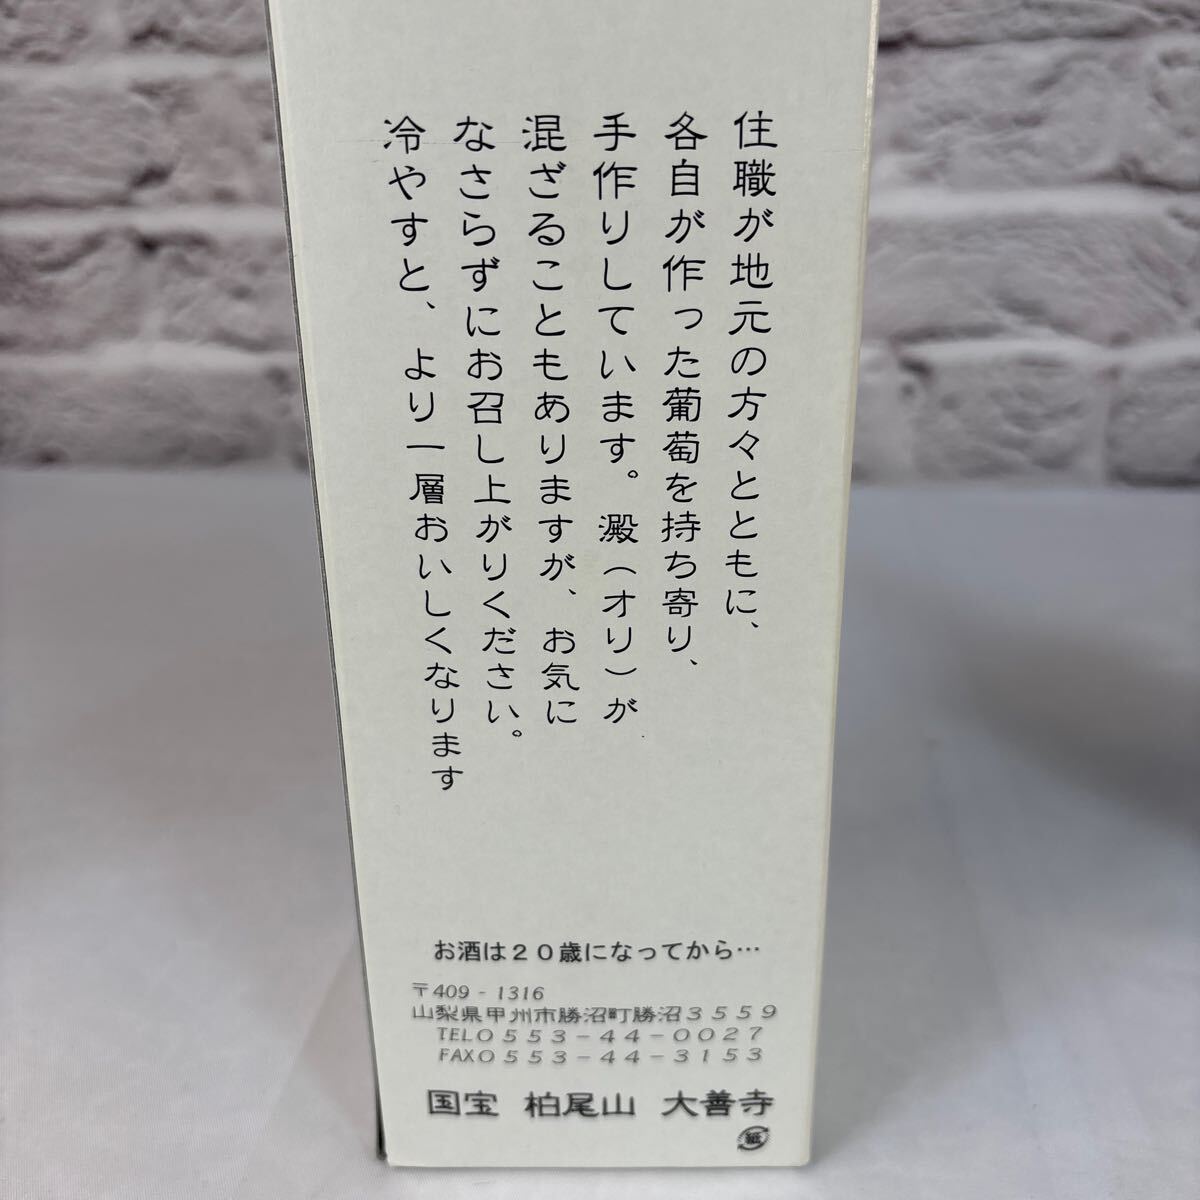 住職が地元の方々とともに、
各自が作った葡萄を持ち寄り、
手作りしています。澱（オリ）が
混ざることもありますが、お気に
なさらずにお召し上がりください。
冷やすと、より一層おいしくなります
お酒は２０歳になってから…
〒409 - 1316
山梨県甲州市勝沼町勝沼３５５９
TEL０５５３－４４－００２７
FAX０５５３－４４－３１５３
国宝 柏尾山 大善寺
紙